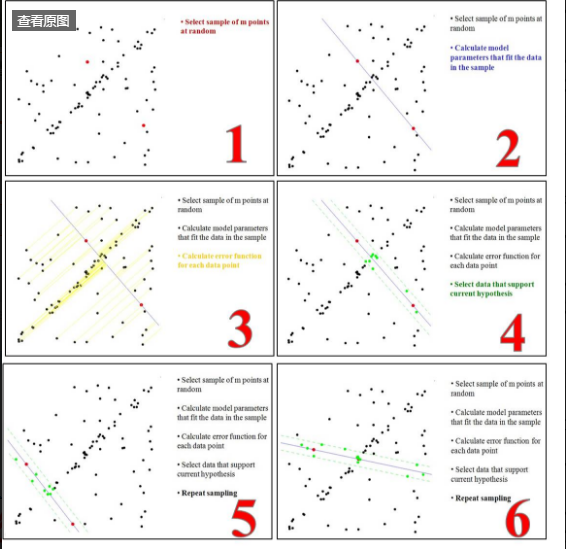 查看原图
• Select sample of m points
at random
1
• Select sample of m points at
random
• Calculate model
parameters that fit the data
in the sample
2
• Select sample of m points at
random
• Calculate model parameters
that fit the data in the sample
• Calculate error function
for each data point
3
• Select sample of m points at
random
• Calculate model parameters
that fit the data in the sample
• Calculate error function for
each data point
• Select data that support
current hypothesis
4
• Select sample of m points at
random
• Calculate model parameters
that fit the data in the sample
• Calculate error function for
each data point
• Select data that support
current hypothesis
• Repeat sampling
5
• Select sample of m points at
random
• Calculate model parameters
that fit the data in the sample
• Calculate error function for
each data point
• Select data that support
current hypothesis
• Repeat sampling
6